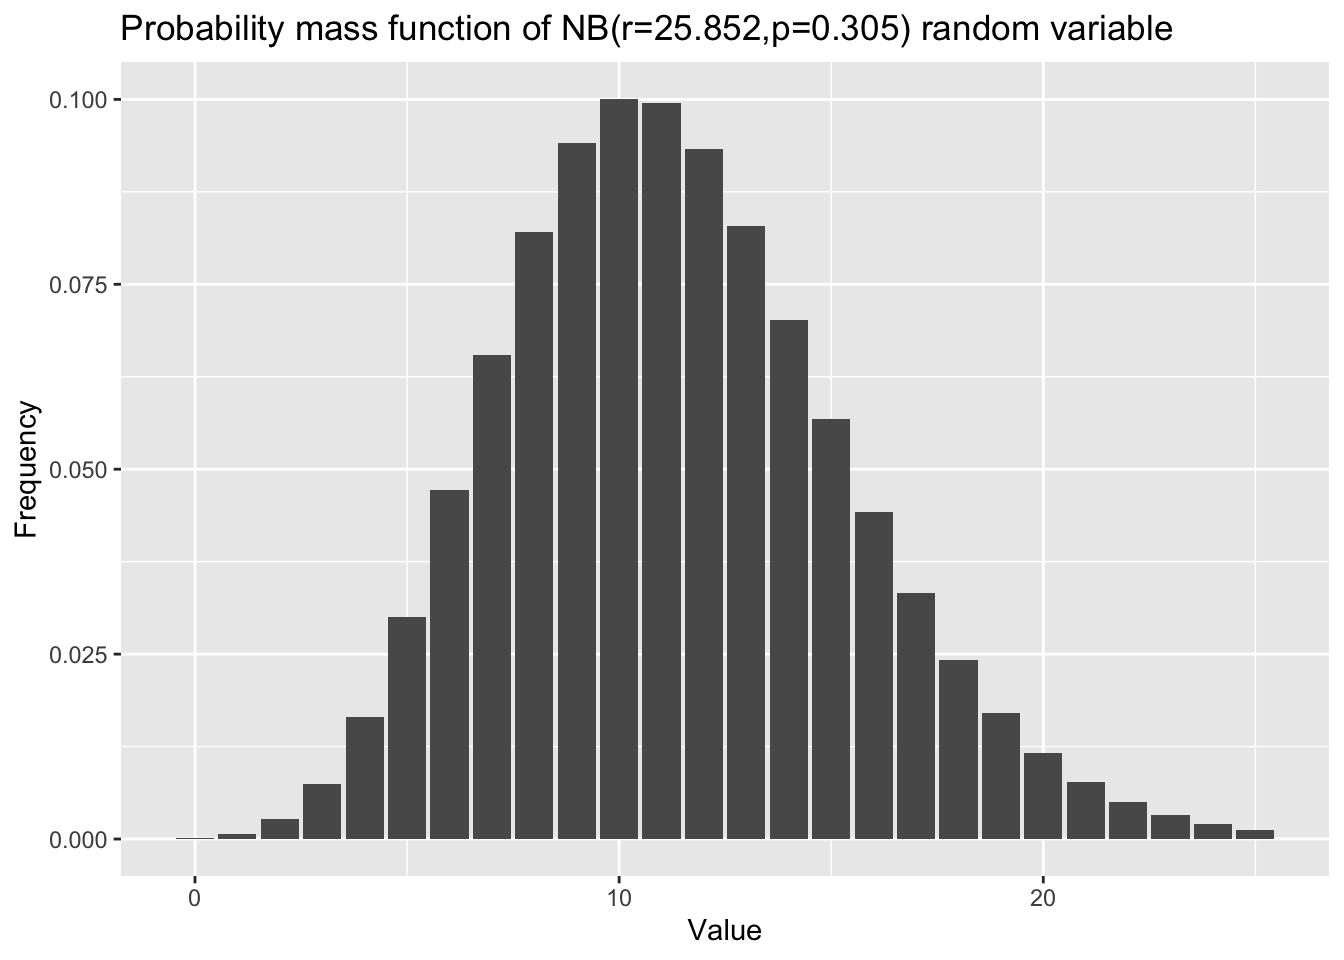 Probability mass function of NB(r=25.852,p=0.305) random variable
0.100
0.075
0.050
0.025
0.000
Frequency
0
10
20
Value